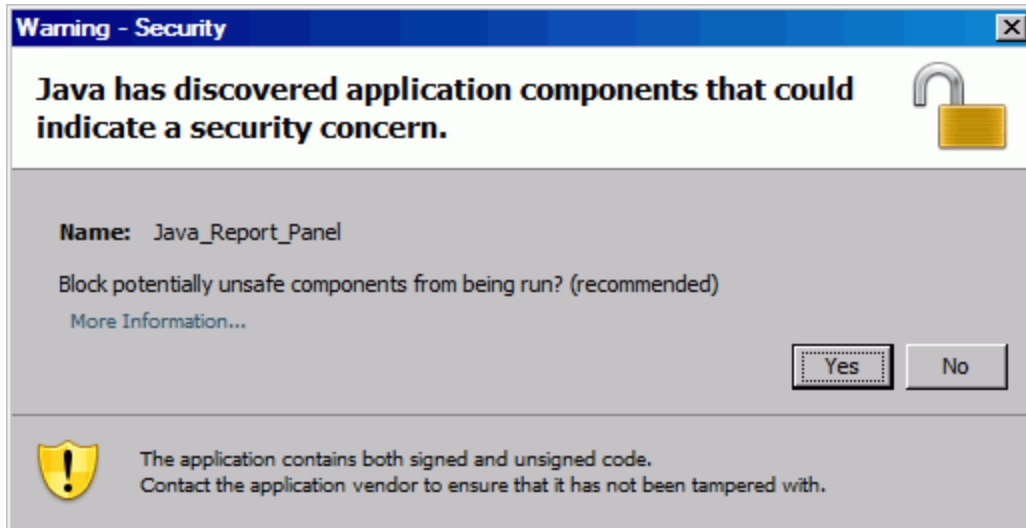 Warning - Security
Java has discovered application components that could
indicate a security concern.
Name: Java_Report_Panel
Block potentially unsafe components from being run? (recommended)
More Information...
Yes No
The application contains both signed and unsigned code.
Contact the application vendor to ensure that it has not been tampered with.